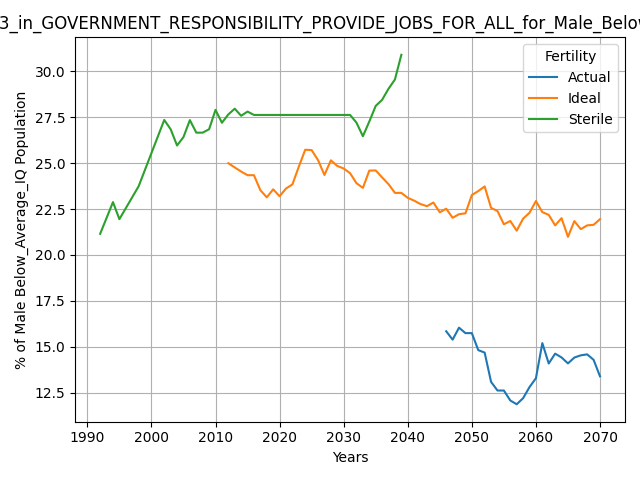 3_in_GOVERNMENT_RESPONSIBILITY_PROVIDE_JOBS_FOR_ALL_for_Male_Below
Fertility
Actual
Ideal
Sterile
% of Male Below_Average_IQ Population
30.0
27.5
25.0
22.5
20.0
17.5
15.0
12.5
1990 2000 2010 2020 2030 2040 2050 2060 2070
Years